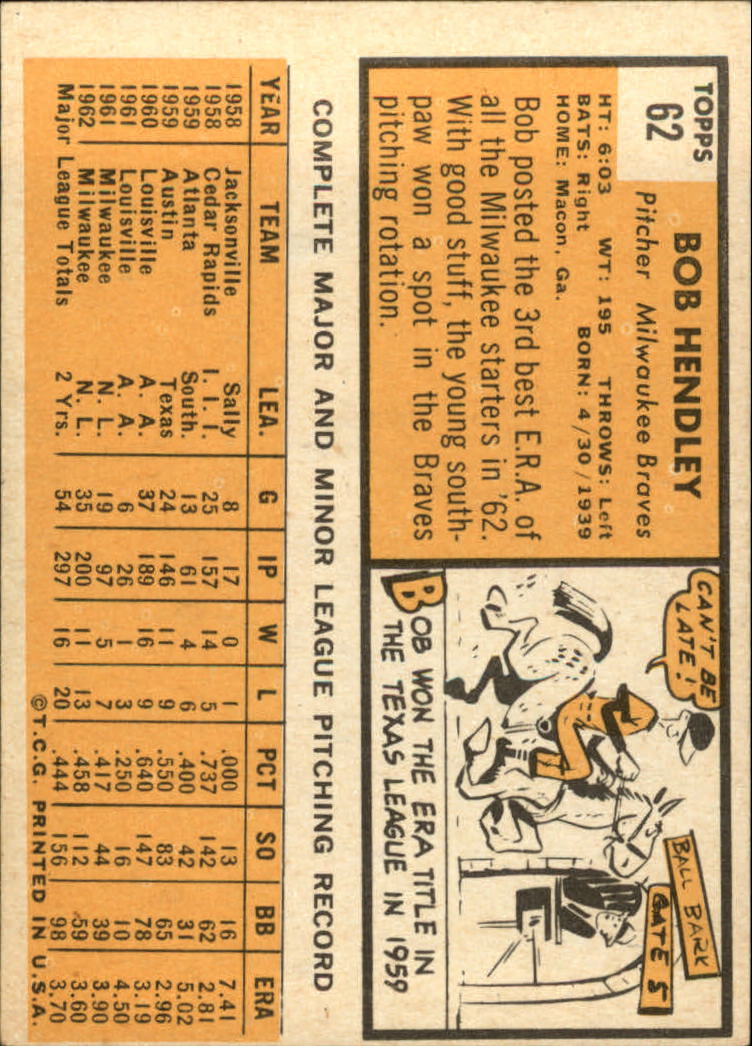 TOPPS
62
BOB HENDLEY
Pitcher Milwaukee Braves
HT: 6:03 WT: 195 THROWS: Left
BATS: Right BORN: 4/30/1939
HOME: Macon, Ga.
Bob posted the 3rd best E.R.A. of
all the Milwaukee starters in '62.
With good stuff, the young south-
paw won a spot in the Braves
pitching rotation.
CAN'T BE
LATE!
BALL BARK
GATE 5
BOB WON THE ERA TITLE IN
THE TEXAS LEAGUE IN 1959
COMPLETE MAJOR AND MINOR LEAGUE PITCHING RECORD
YEAR TEAM LEA. G IP W L PCT SO BB ERA
1958 Jacksonville Sally 8 17 0 1 .000 13 16 7.41
1958 Cedar Rapids I. I. I. 25 157 14 5 .737 142 62 2.81
1959 Atlanta South. 13 61 4 6 .400 42 31 5.02
1959 Austin Texas 24 146 11 9 .550 83 65 2.96
1960 Louisville A. A. 37 189 16 9 .640 147 78 3.19
1961 Louisville A. A. 6 26 1 3 .250 16 10 4.50
1961 Milwaukee N. L. 19 97 5 7 .417 44 39 3.90
1962 Milwaukee N. L. 35 200 11 13 .458 112 59 3.60
Major League Totals 2 Yrs. 54 297 16 20 .444 156 98 3.70
©T.C.G. PRINTED IN U.S.A.